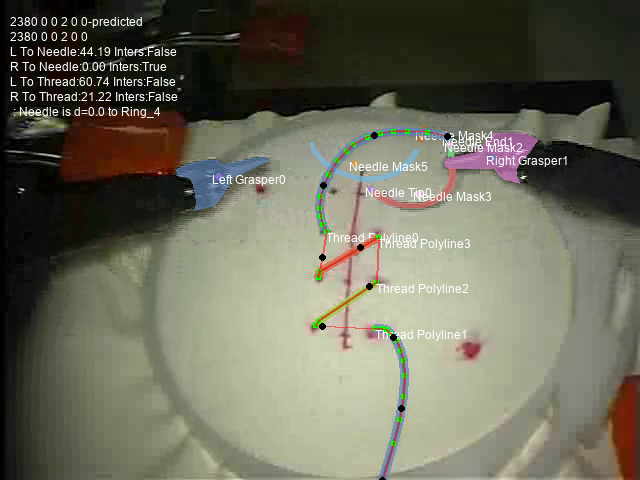 2380 0 0 2 0 0-predicted
2380 0 0 2 0 0
L To Needle:44.19 Inters:False
R To Needle:0.00 Inters:True
L To Thread:60.74 Inters:False
R To Thread:21.22 Inters:False
: Needle is d=0.0 to Ring_4
Mask4
Needle End1
Needle Mask2
Right Grasper1
Needle Mask5
Left Grasper0
Needle Tip0
Needle Mask3
Thread Polyline0
Thread Polyline3
Thread Polyline2
Thread Polyline1